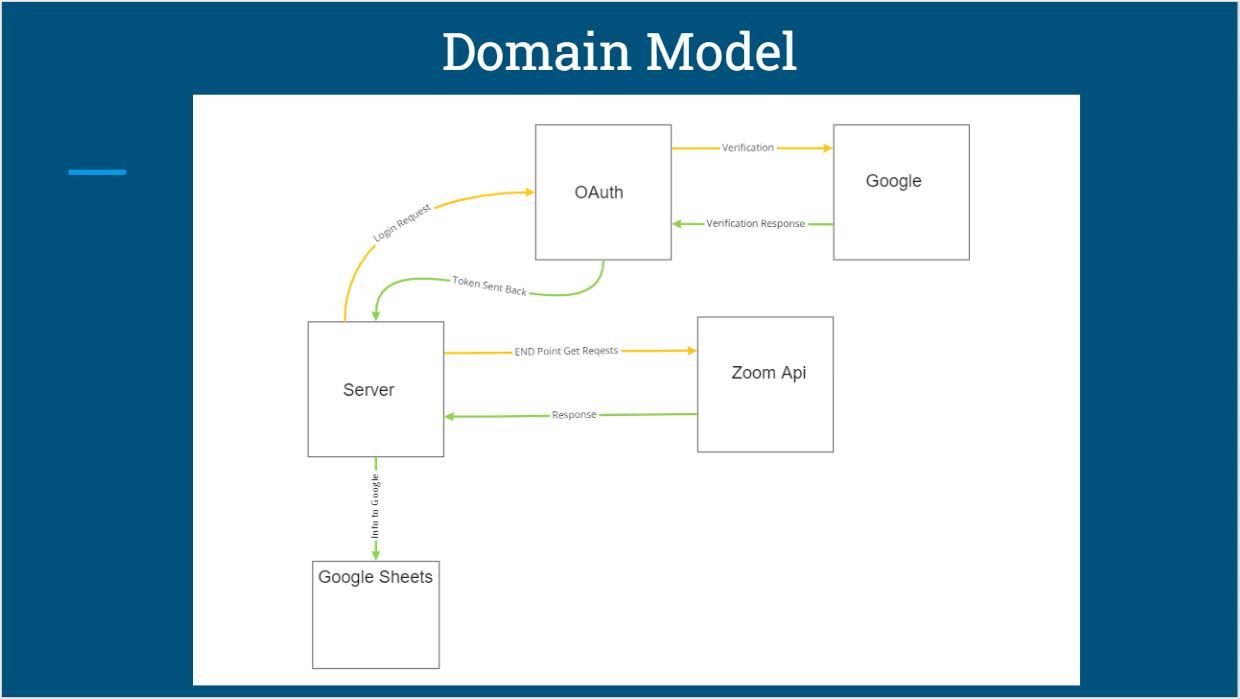 Domain Model
OAuth
Verification
Google
Verification Response
Login Request
Token Sent Back
Server
END Point Get Reqests
Zoom Api
Response
Info to Google
Google Sheets